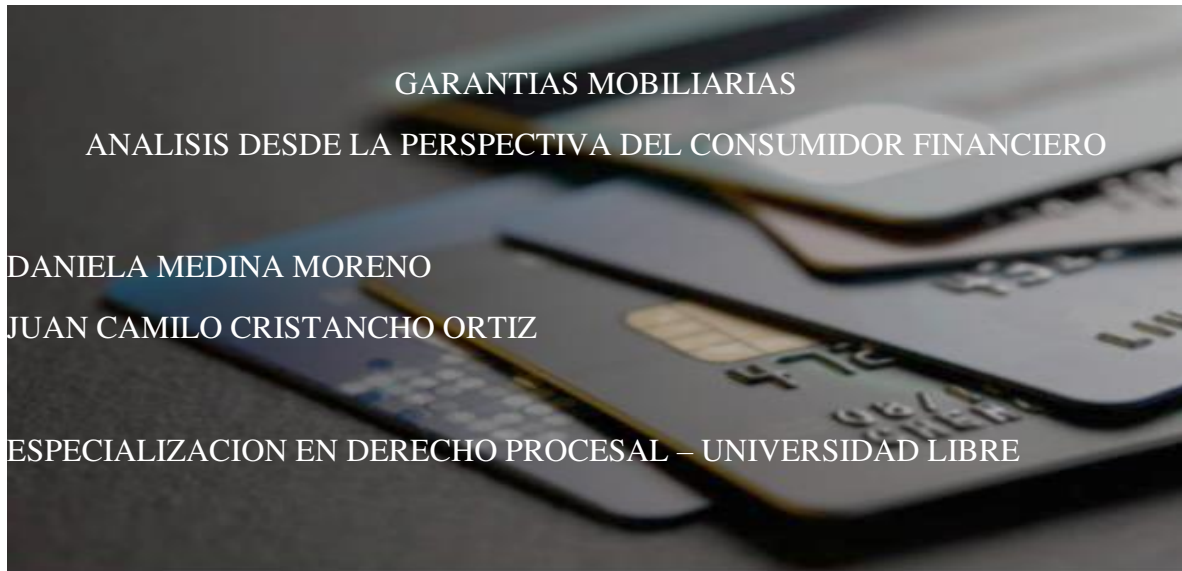 GARANTIAS MOBILIARIAS
ANALISIS DESDE LA PERSPECTIVA DEL CONSUMIDOR FINANCIERO
DANIELA MEDINA MORENO
JUAN CAMILO CRISTANCHO ORTIZ
472
ESPECIALIZACION EN DERECHO PROCESAL – UNIVERSIDAD LIBRE